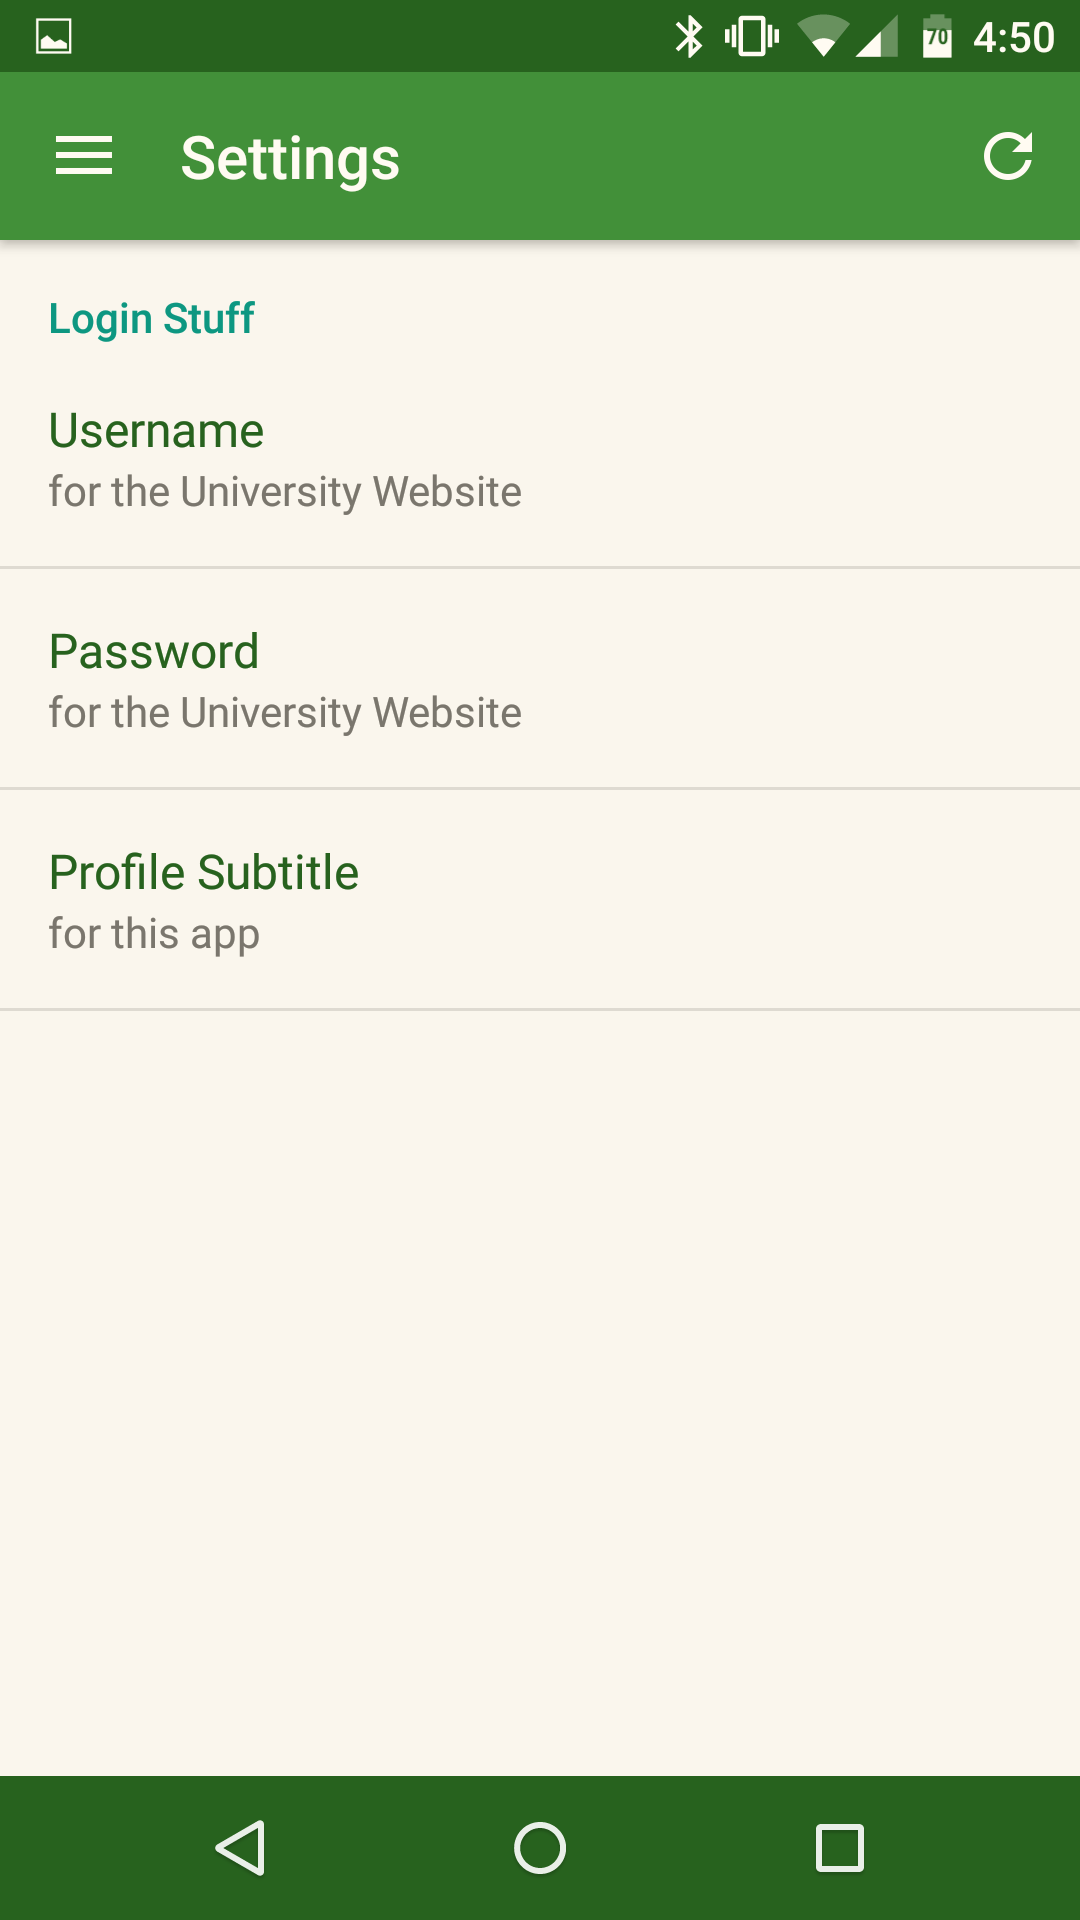 70 4:50
Settings
Login Stuff
Username
for the University Website
Password
for the University Website
Profile Subtitle
for this app